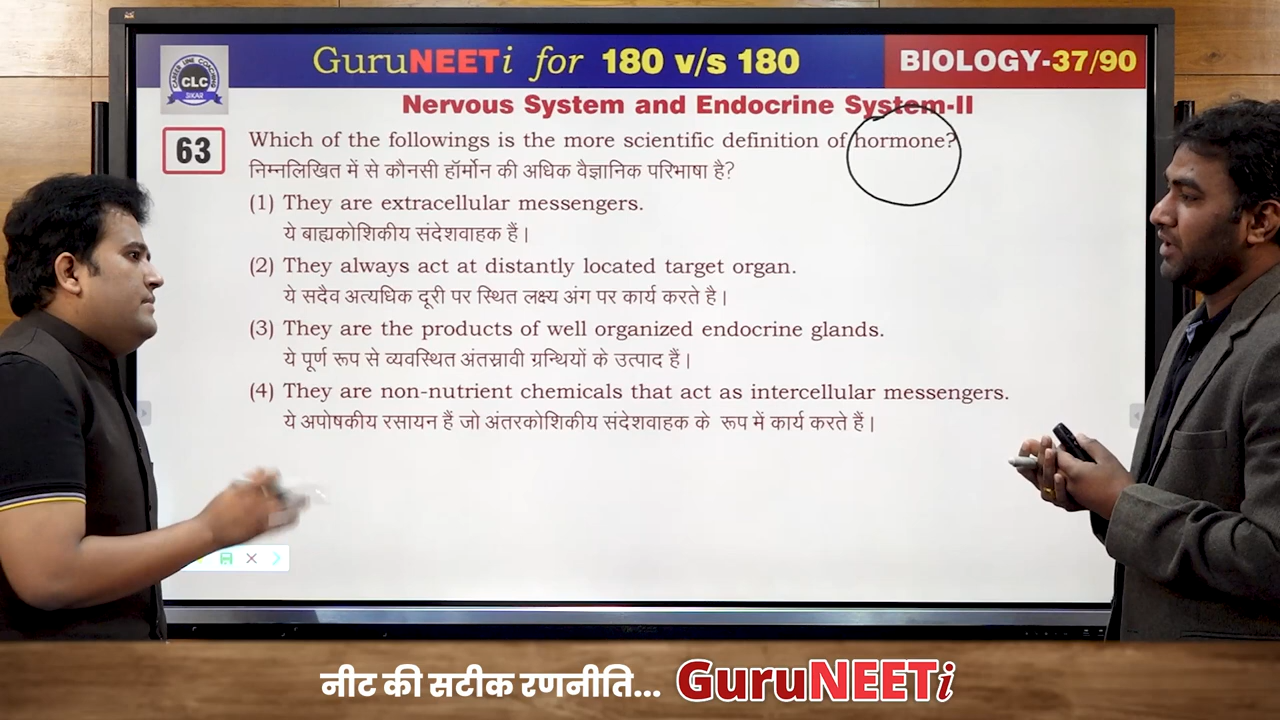 CAREER LINE COACHING
CLC
SIKAR
GuruNEETi for 180 v/s 180
BIOLOGY-37/90
Nervous System and Endocrine System-II
63
Which of the followings is the more scientific definition of hormone?
निम्नलिखित में से कौनसी हॉर्मोन की अधिक वैज्ञानिक परिभाषा है?
(1) They are extracellular messengers.
ये बाह्यकोशिकीय संदेशवाहक हैं।
(2) They always act at distantly located target organ.
ये सदैव अत्यधिक दूरी पर स्थित लक्ष्य अंग पर कार्य करते है।
(3) They are the products of well organized endocrine glands.
ये पूर्ण रूप से व्यवस्थित अंतस्रावी ग्रन्थियों के उत्पाद हैं।
(4) They are non-nutrient chemicals that act as intercellular messengers.
ये अपोषकीय रसायन हैं जो अंतरकोशिकीय संदेशवाहक के रूप में कार्य करते हैं।
नीट की सटीक रणनीति... GuruNEETi